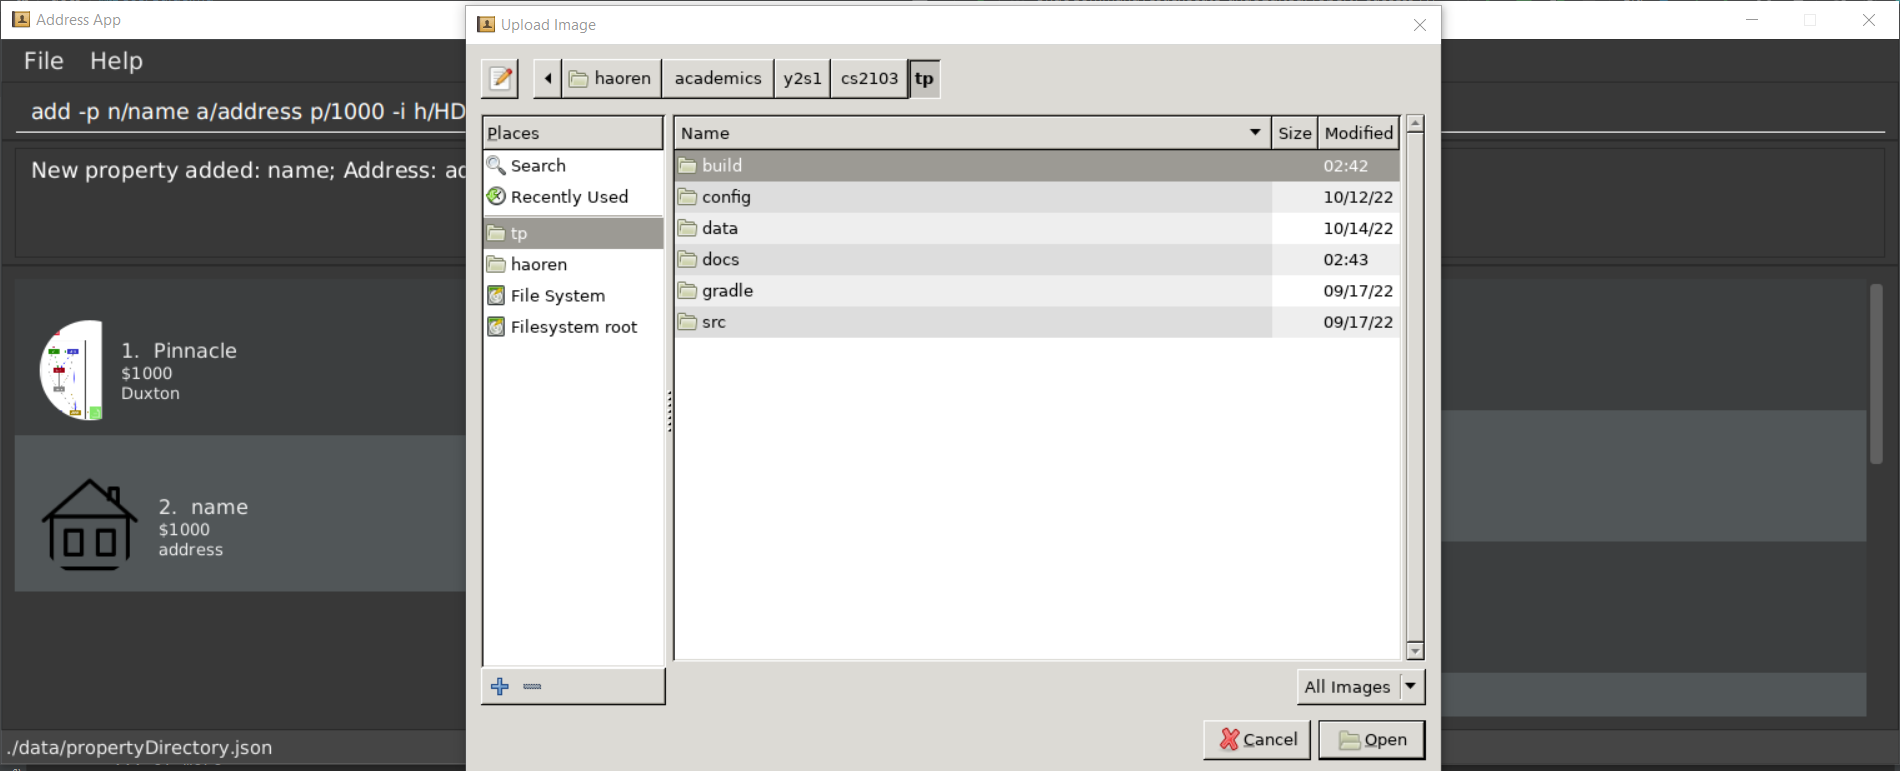 Address App
File Help
add -p n/name a/address p/1000 -i h/HD
New property added: name; Address: ad
1. Pinnacle
$1000
Duxton
2. name
$1000
address
./data/propertyDirectory.json
Upload Image
haoren academics y2s1 cs2103 tp
Places
Search
Recently Used
tp
haoren
File System
Filesystem root
Name Size Modified
build 02:42
config 10/12/22
data 10/14/22
docs 02:43
gradle 09/17/22
src 09/17/22
All Images
Cancel Open